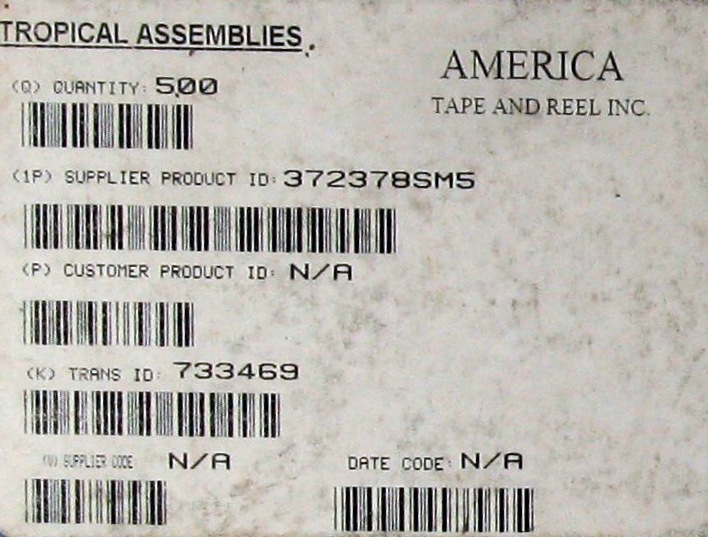 TROPICAL ASSEMBLIES
AMERICA
TAPE AND REEL INC.
(Q) QUANTITY: 500
(1P) SUPPLIER PRODUCT ID: 372378SM5
(P) CUSTOMER PRODUCT ID: N/A
(K) TRANS ID: 733469
(V) SUPPLIER CODE: N/A
DATE CODE: N/A